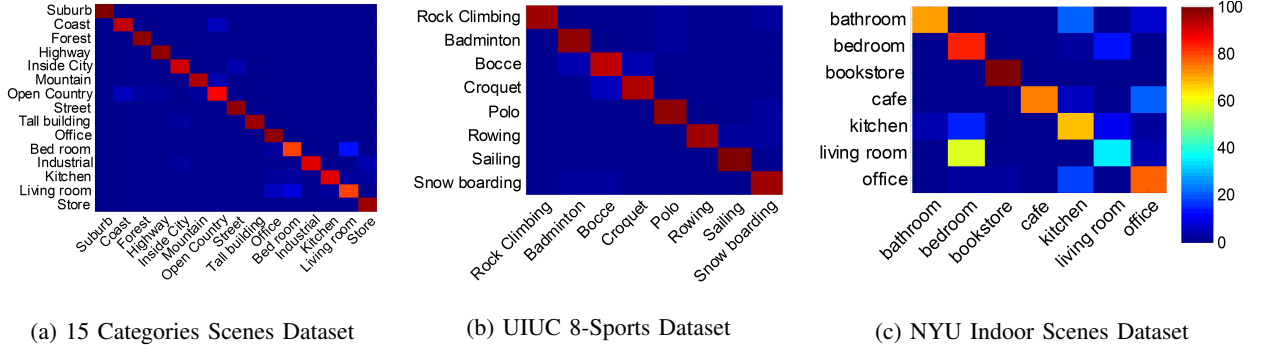 Suburb
Coast
Forest
Highway
Inside City
Mountain
Open Country
Street
Tall building
Office
Bed room
Industrial
Kitchen
Living room
Store
Suburb
Coast
Forest
Highway
Inside City
Mountain
Open Country
Street
Tall building
Office
Bed room
Industrial
Kitchen
Living room
Store
(a) 15 Categories Scenes Dataset
Rock Climbing
Badminton
Bocce
Croquet
Polo
Rowing
Sailing
Snow boarding
Rock Climbing
Badminton
Bocce
Croquet
Polo
Rowing
Sailing
Snow boarding
(b) UIUC 8-Sports Dataset
bathroom
bedroom
bookstore
cafe
kitchen
living room
office
bathroom
bedroom
bookstore
cafe
kitchen
living room
office
100
80
60
40
20
0
(c) NYU Indoor Scenes Dataset